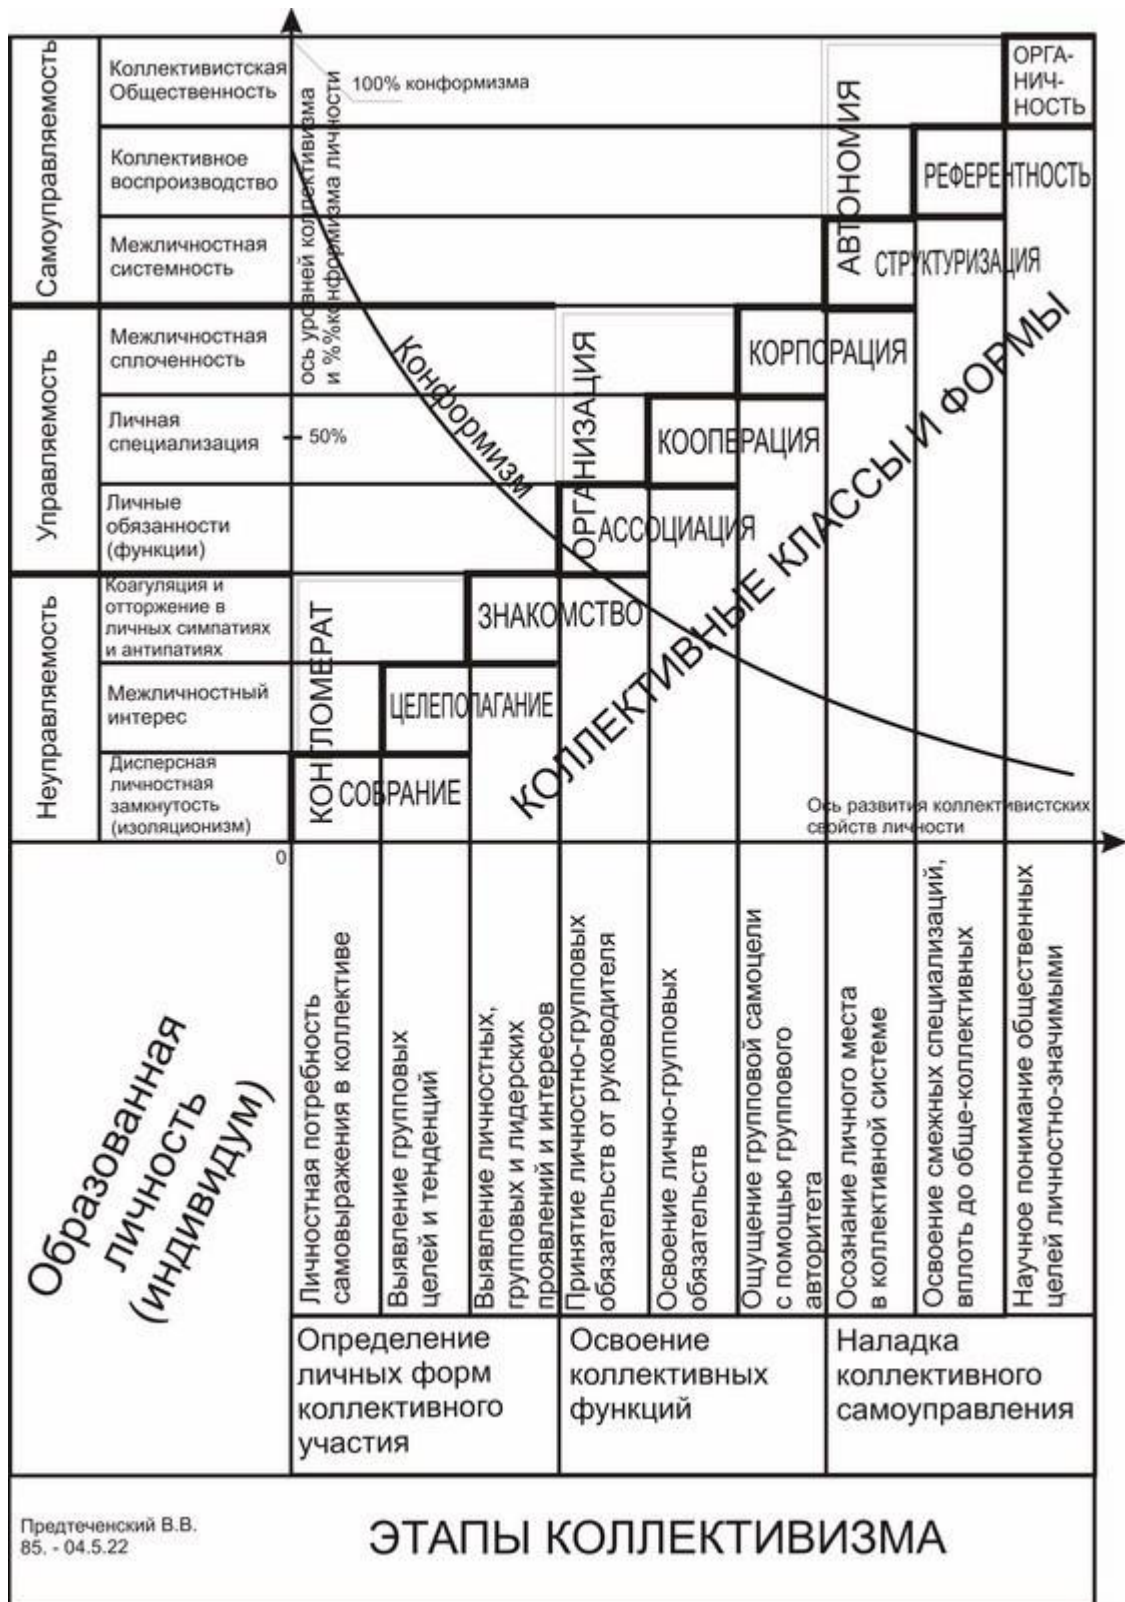 Самоуправляемость
Коллективистская
Общественность
Коллективное
воспроизводство
Межличностная
системность
Управляемость
Межличностная
сплоченность
Личная
специализация
Личные
обязанности
(функции)
Неуправляемость
Коагуляция и
отторжение в
личных симпатиях
и антипатиях
Межличностный
интерес
Дисперсная
личностная
замкнутость
(изоляционизм)
ось уровней коллективизма
и %%конформизма личности
100% конформизма
50%
0
Конформизм
КОНГЛОМЕРАТ
СОБРАНИЕ
ЦЕЛЕПОЛАГАНИЕ
ЗНАКОМСТВО
ОРГАНИЗАЦИЯ
АССОЦИАЦИЯ
КООПЕРАЦИЯ
КОРПОРАЦИЯ
АВТОНОМИЯ
СТРУКТУРИЗАЦИЯ
РЕФЕРЕНТНОСТЬ
ОРГА-
НИЧ-
НОСТЬ
КОЛЛЕКТИВНЫЕ КЛАССЫ И ФОРМЫ
Ось развития коллективистских
свойств личности
Образованная
личность
(индивидум)
Личностная потребность
самовыражения в коллективе
Выявление групповых
целей и тенденций
Выявление личностных,
групповых и лидерских
проявлений и интересов
Принятие личностно-групповых
обязательств от руководителя
Освоение лично-групповых
обязательств
Ощущение групповой самоцели
с помощью группового
авторитета
Осознание личного места
в коллективной системе
Освоение смежных специализаций,
вплоть до обще-коллективных
Научное понимание общественных
целей личностно-значимыми
Определение
личных форм
коллективного
участия
Освоение
коллективных
функций
Наладка
коллективного
самоуправления
Предтеченский В.В.
85. - 04.5.22
ЭТАПЫ КОЛЛЕКТИВИЗМА